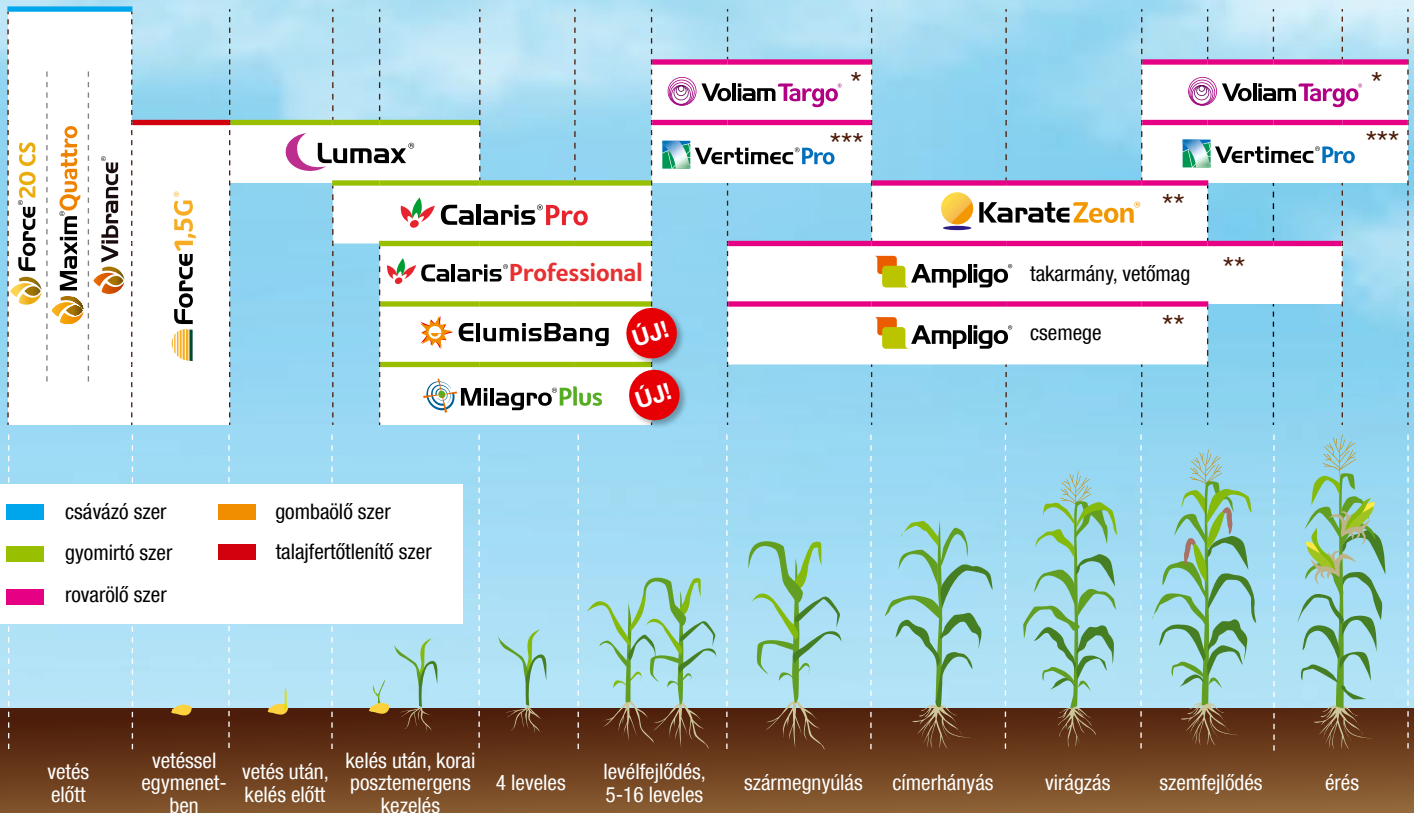 Force® 20 CS
Maxim® Quattro
Vibrance®
Force 1,5G®
Lumax®
Calaris® Pro
Calaris® Professional
ElumisBang ÚJ!
Milagro® Plus ÚJ!
Voliam Targo® *
Vertimec® Pro ***
Karate Zeon® **
Ampligo® takarmány, vetőmag **
Ampligo® csemege **
Voliam Targo® *
Vertimec® Pro ***
csávázó szer
gyomirtó szer
rovarölő szer
gombaölő szer
talajfertőtlenítő szer
vetés
előtt
vetéssel
egymenet-
ben
vetés után,
kelés előtt
kelés után, korai
posztemergens
kezelés
4 leveles
levélfejlődés,
5-16 leveles
szármegnyúlás
címerhányás
virágzás
szemfejlődés
érés